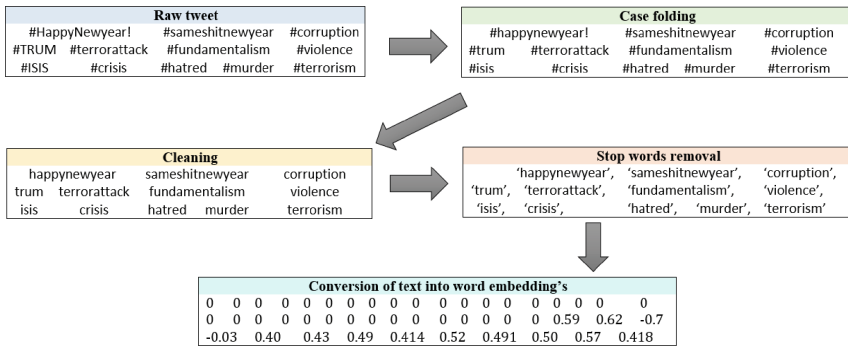 Raw tweet
#HappyNewyear! #sameshitnewyear #corruption
#TRUM #terrorattack #fundamentalism #violence
#ISIS #crisis #hatred #murder #terrorism
Case folding
#happynewyear! #sameshitnewyear #corruption
#trum #terrorattack #fundamentalism #violence
#isis #crisis #hatred #murder #terrorism
Cleaning
happynewyear sameshitnewyear corruption
trum terrorattack fundamentalism violence
isis crisis hatred murder terrorism
Stop words removal
'happynewyear', 'sameshitnewyear', 'corruption',
'trum', 'terrorattack', 'fundamentalism', 'violence',
'isis', 'crisis', 'hatred', 'murder', 'terrorism'
Conversion of text into word embedding's
0 0 0 0 0 0 0 0 0 0 0 0 0 0 0 0 0 0
0 0 0 0 0 0 0 0 0 0 0 0 0 0 0 0.59 0.62 -0.7
-0.03 0.40 0.43 0.49 0.414 0.52 0.491 0.50 0.57 0.418